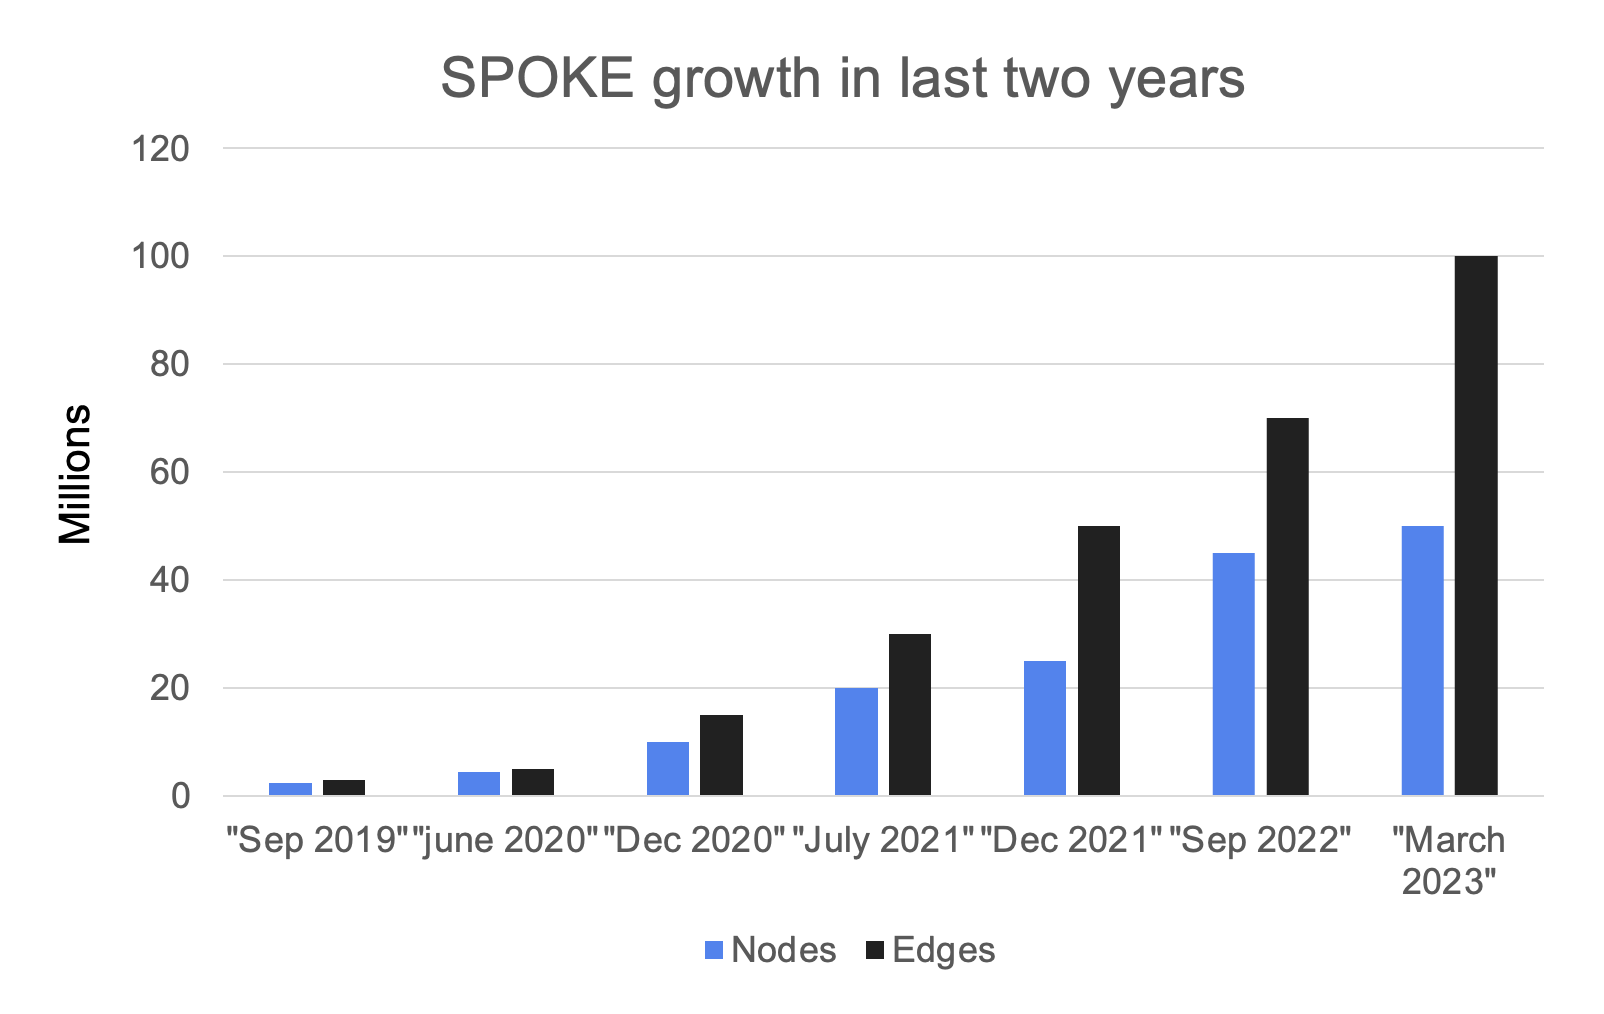 SPOKE growth in last two years
120
100
80
60
40
20
0
Millions
"Sep 2019" "june 2020" "Dec 2020" "July 2021" "Dec 2021" "Sep 2022" "March
2023"
Nodes Edges